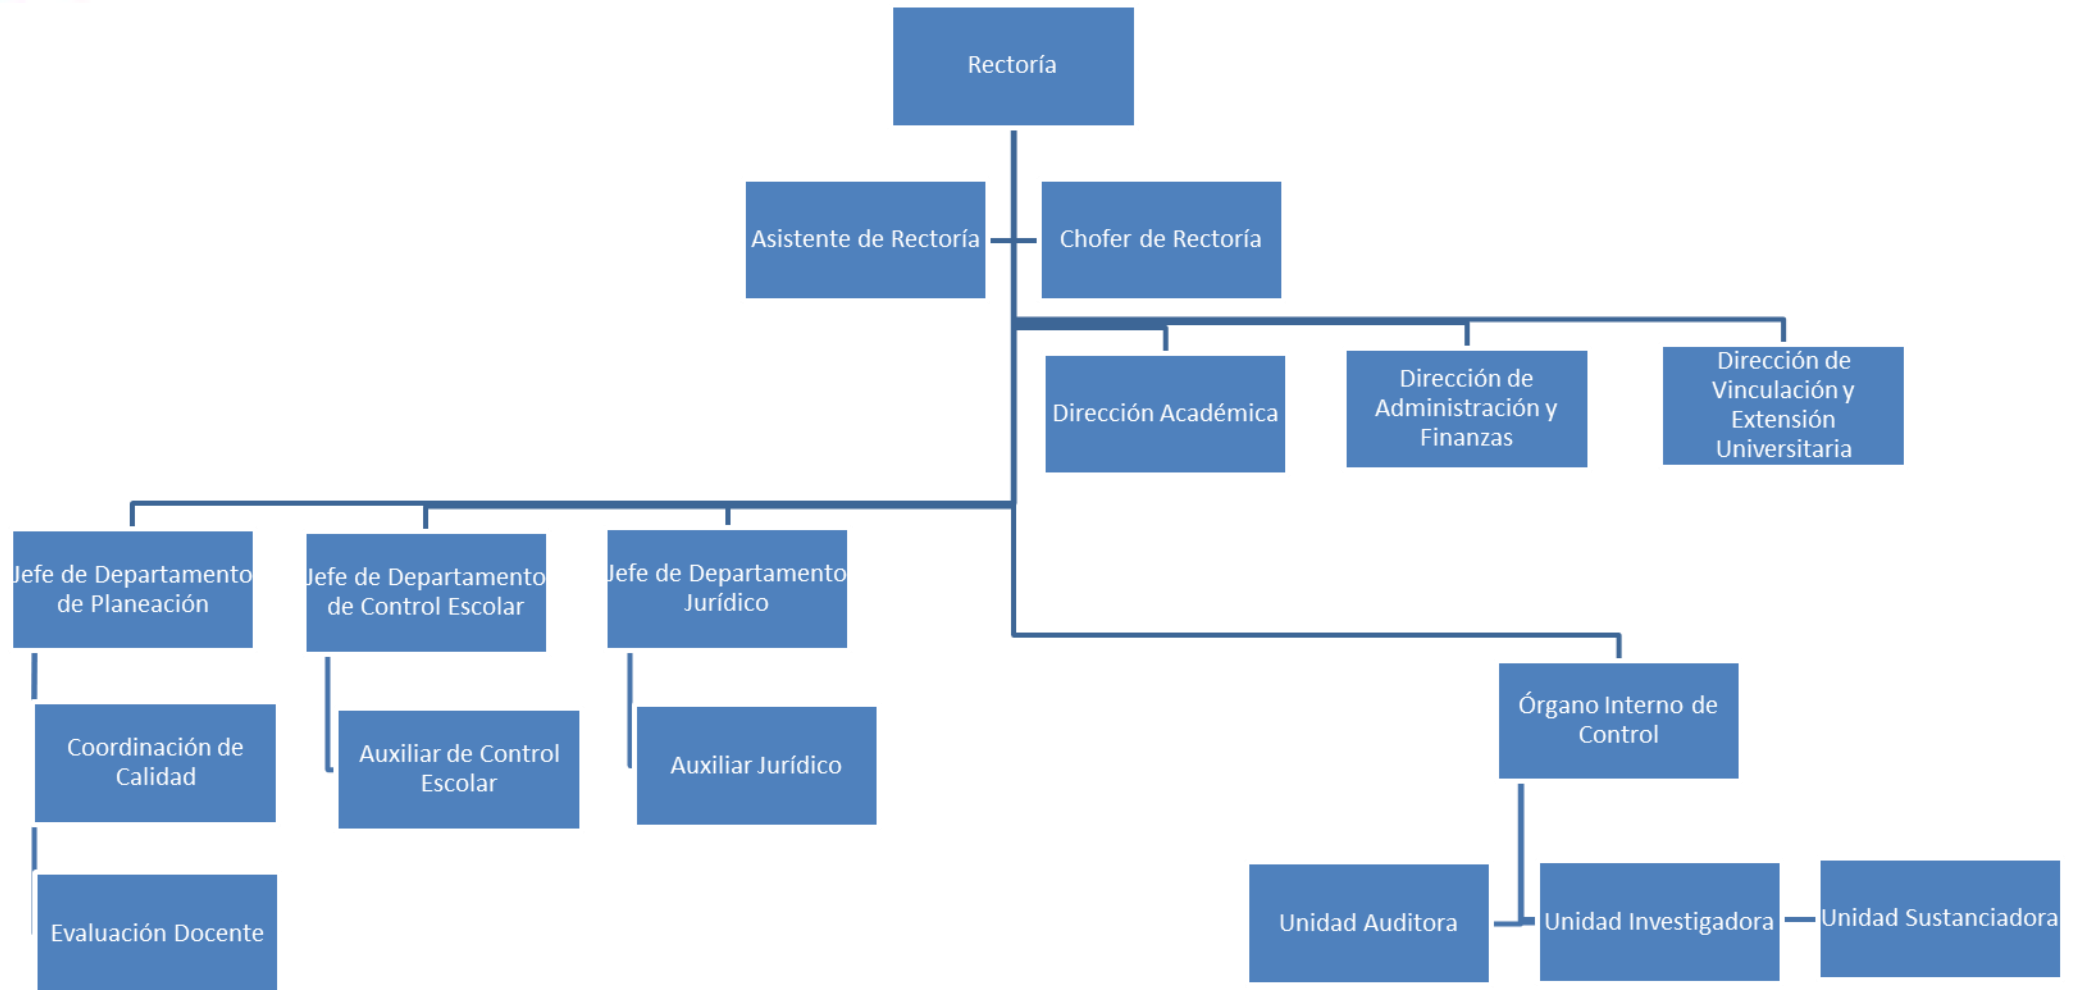 Rectoría
Asistente de Rectoría
Chofer de Rectoría
Dirección Académica
Dirección de
Administración y
Finanzas
Dirección de
Vinculación y
Extensión
Universitaria
Jefe de Departamento
de Planeación
Jefe de Departamento
de Control Escolar
Jefe de Departamento
Jurídico
Coordinación de
Calidad
Auxiliar de Control
Escolar
Auxiliar Jurídico
Órgano Interno de
Control
Evaluación Docente
Unidad Auditora
Unidad Investigadora
Unidad Sustanciadora